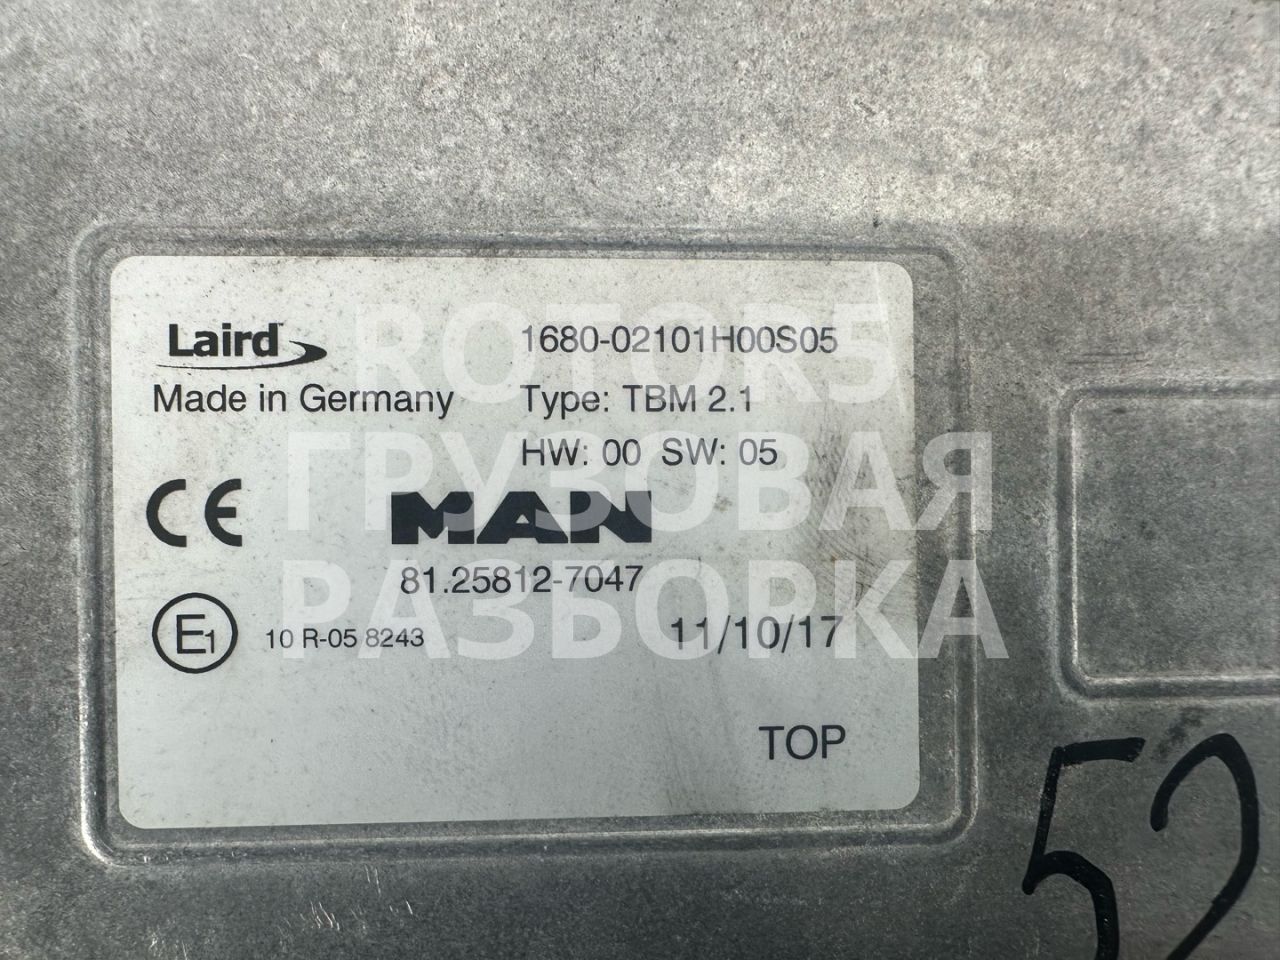 Laird
1680-02101H00S05
Made in Germany
Type: TBM 2.1
HW: 00 SW: 05
CE
MAN
81.25812-7047
E1
10 R-05 8243
11/10/17
TOP
52
ROTOR5
ГРУЗОВАЯ
РАЗБОРКА